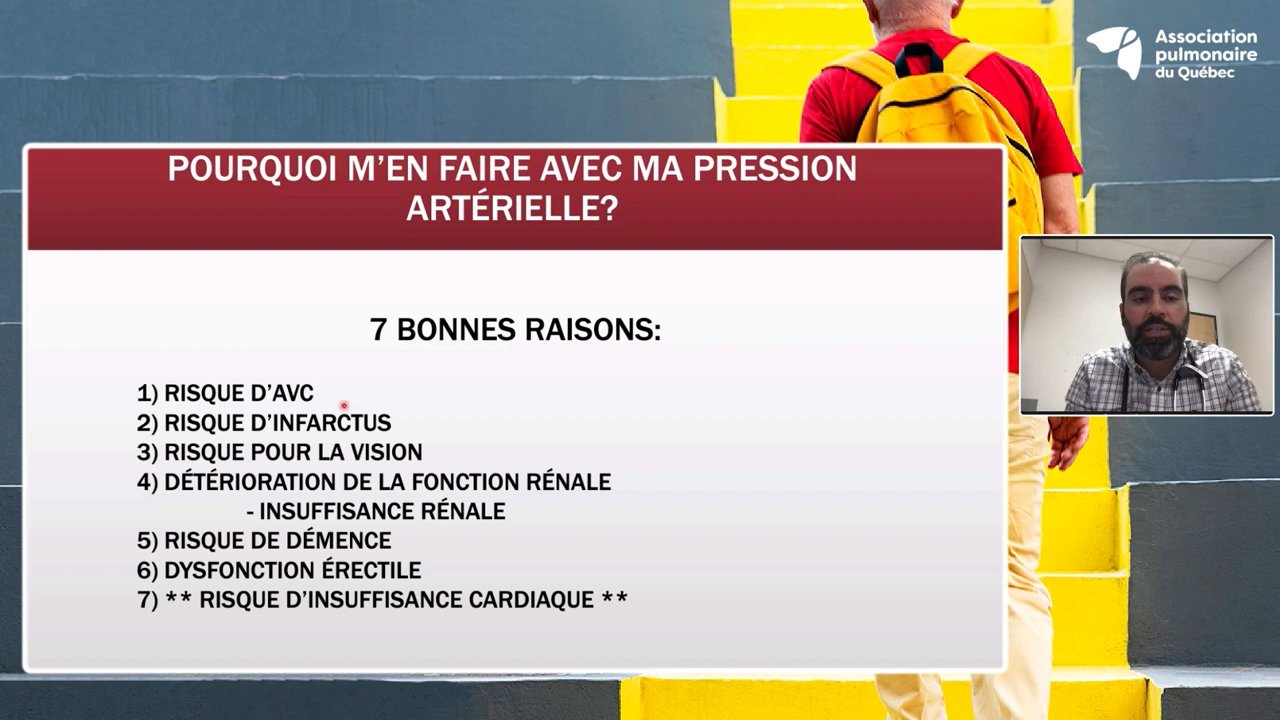 Association
pulmonaire
du Québec
POURQUOI M'EN FAIRE AVEC MA PRESSION
ARTÉRIELLE?
7 BONNES RAISONS:
1) RISQUE D'AVC
2) RISQUE D'INFARCTUS
3) RISQUE POUR LA VISION
4) DÉTÉRIORATION DE LA FONCTION RÉNALE
- INSUFFISANCE RÉNALE
5) RISQUE DE DÉMENCE
6) DYSFONCTION ÉRECTILE
7) ** RISQUE D'INSUFFISANCE CARDIAQUE **